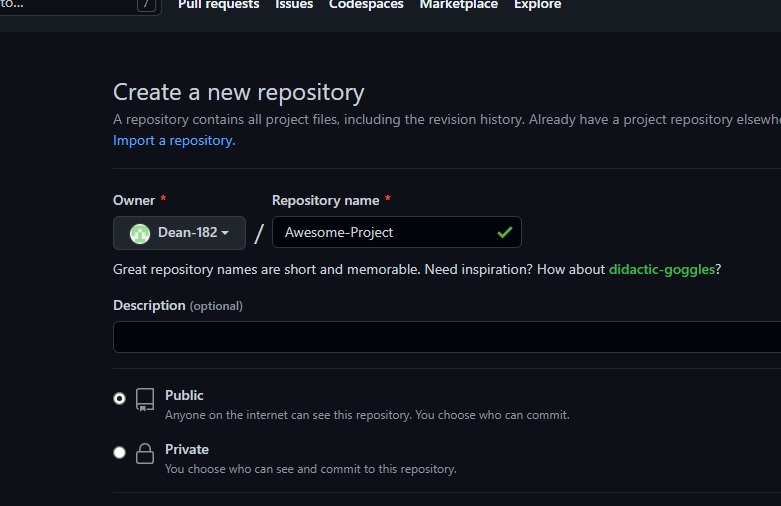 to...
/
Pull requests Issues Codespaces Marketplace Explore
Create a new repository
A repository contains all project files, including the revision history. Already have a project repository
Import a repository.
Owner * Repository name *
Dean-182 / Awesome-Project
Great repository names are short and memorable. Need inspiration? How about didactic-goggles?
Description (optional)
Public
Anyone on the internet can see this repository. You choose who can commit.
Private
You choose who can see and commit to this repository.